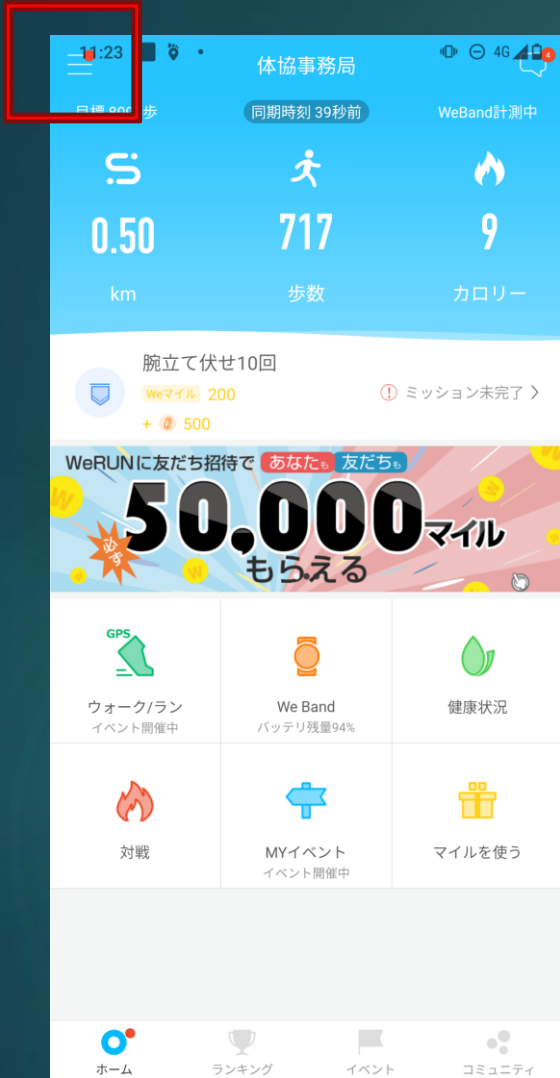 11:23
4G
4
体協事務局
目標 800 歩
同期時刻 39秒前
WeBand計測中
0.50
717
9
km
歩数
カロリー
腕立て伏せ10回
Weマイル 200
! ミッション未完了
+ 500
WeRUNに友だち招待で あなたも 友だちも
必ず
50,000マイル
もらえる
GPS
ウォーク/ラン
イベント開催中
We Band
バッテリ残量94%
健康状況
対戦
MYイベント
イベント開催中
マイルを使う
ホーム
ランキング
イベント
コミュニティ